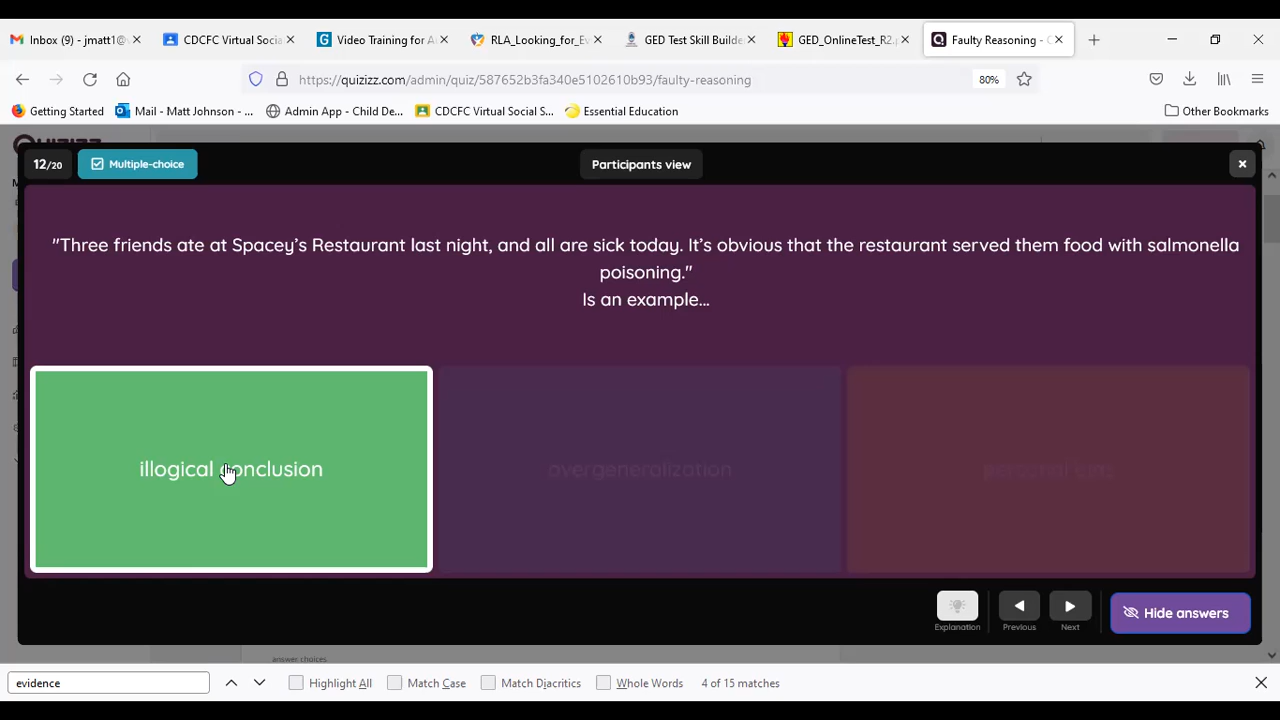 Inbox (9) - jmatt1@
CDCFC Virtual Socia
Video Training for A
RLA_Looking_for_Ev
GED Test Skill Builde
GED_OnlineTest_R2.p
Faulty Reasoning - Q
https://quizizz.com/admin/quiz/587652b3fa340e5102610b93/faulty-reasoning
80%
Getting Started
Mail - Matt Johnson - ...
Admin App - Child De...
CDCFC Virtual Social S...
Essential Education
Other Bookmarks
12/20
Multiple-choice
Participants view
"Three friends ate at Spacey's Restaurant last night, and all are sick today. It's obvious that the restaurant served them food with salmonella
poisoning."
Is an example...
illogical conclusion
overgeneralization
Explanation
Previous
Next
Hide answers
answer choices
evidence
Highlight All
Match Case
Match Diacritics
Whole Words
4 of 15 matches